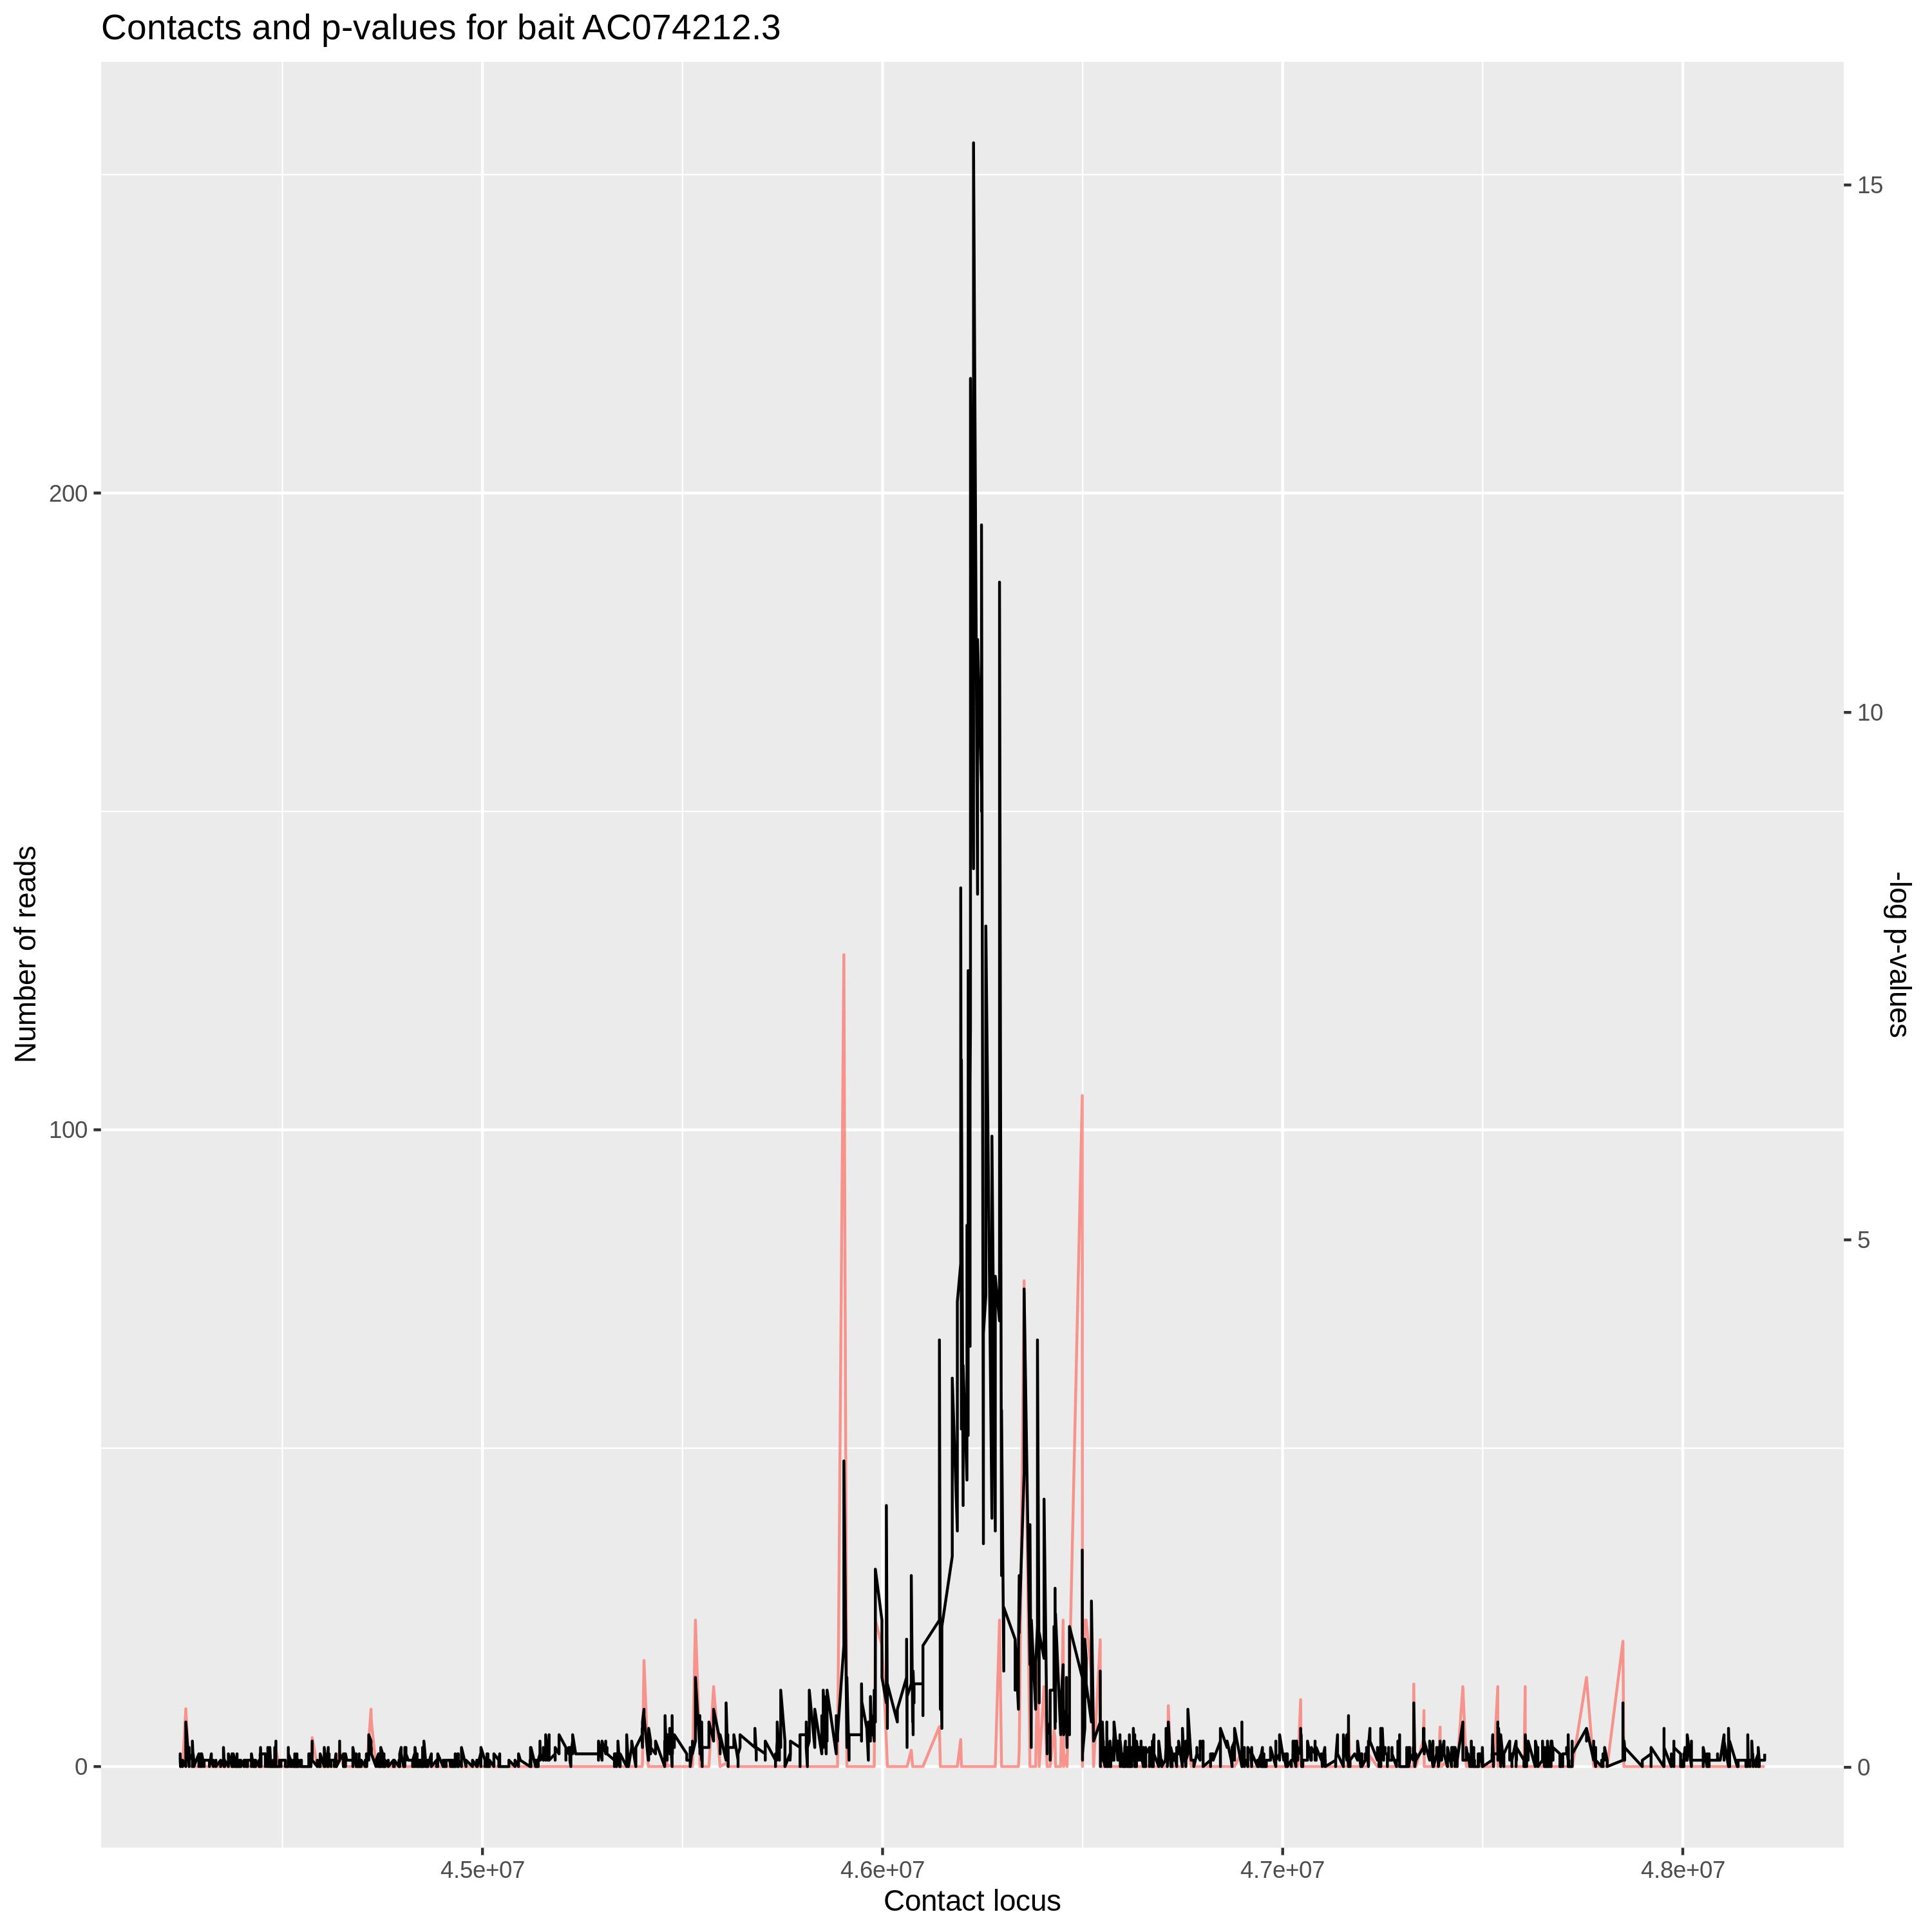 Contacts and p-values for bait AC074212.3
Number of reads
200
100
0
15
10
5
0
-log p-values
4.5e+07 4.6e+07 4.7e+07 4.8e+07
Contact locus